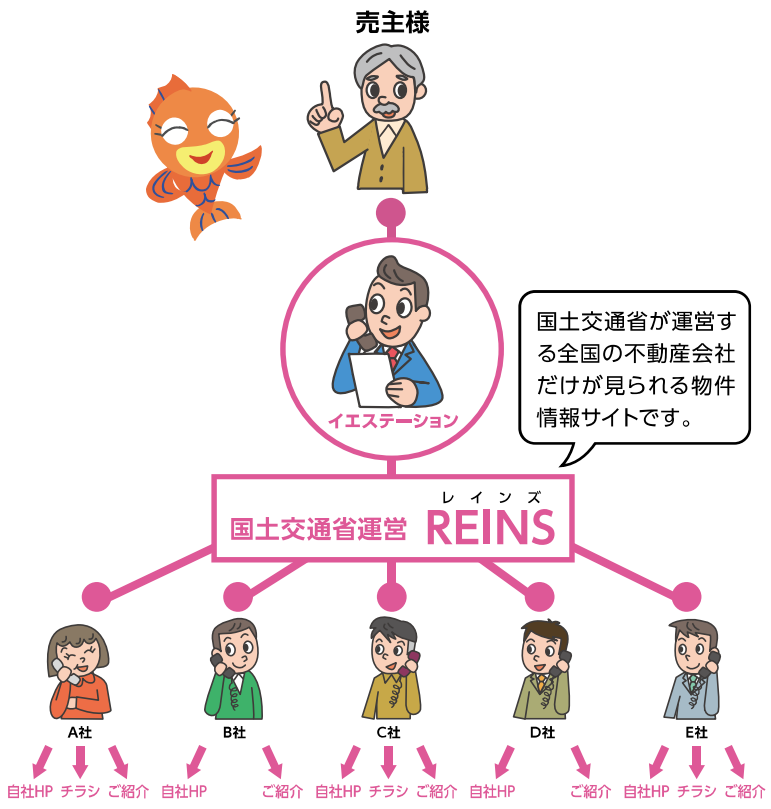 売主様
イエステーション
国土交通省が運営す
る全国の不動産会社
だけが見られる物件
情報サイトです。
レインズ
国土交通省運営 REINS
A社 B社 C社 D社 E社
自社HP チラシ ご紹介 自社HP ご紹介 自社HP チラシ ご紹介 自社HP ご紹介 自社HP チラシ ご紹介